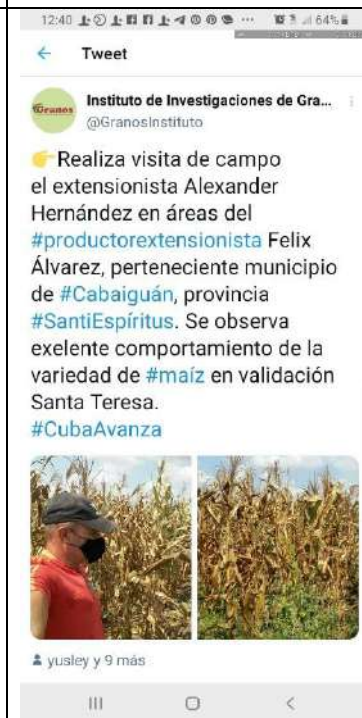 12:40 64%
Tweet
Granos
Instituto de Investigaciones de Gra...
@GranosInstituto
👉Realiza visita de campo
el extensionista Alexander
Hernández en áreas del
#productorextensionista Felix
Álvarez, perteneciente municipio
de #Cabaiguán, provincia
#SantiEspíritus. Se observa
exelente comportamiento de la
variedad de #maíz en validación
Santa Teresa.
#CubaAvanza
yusley y 9 más